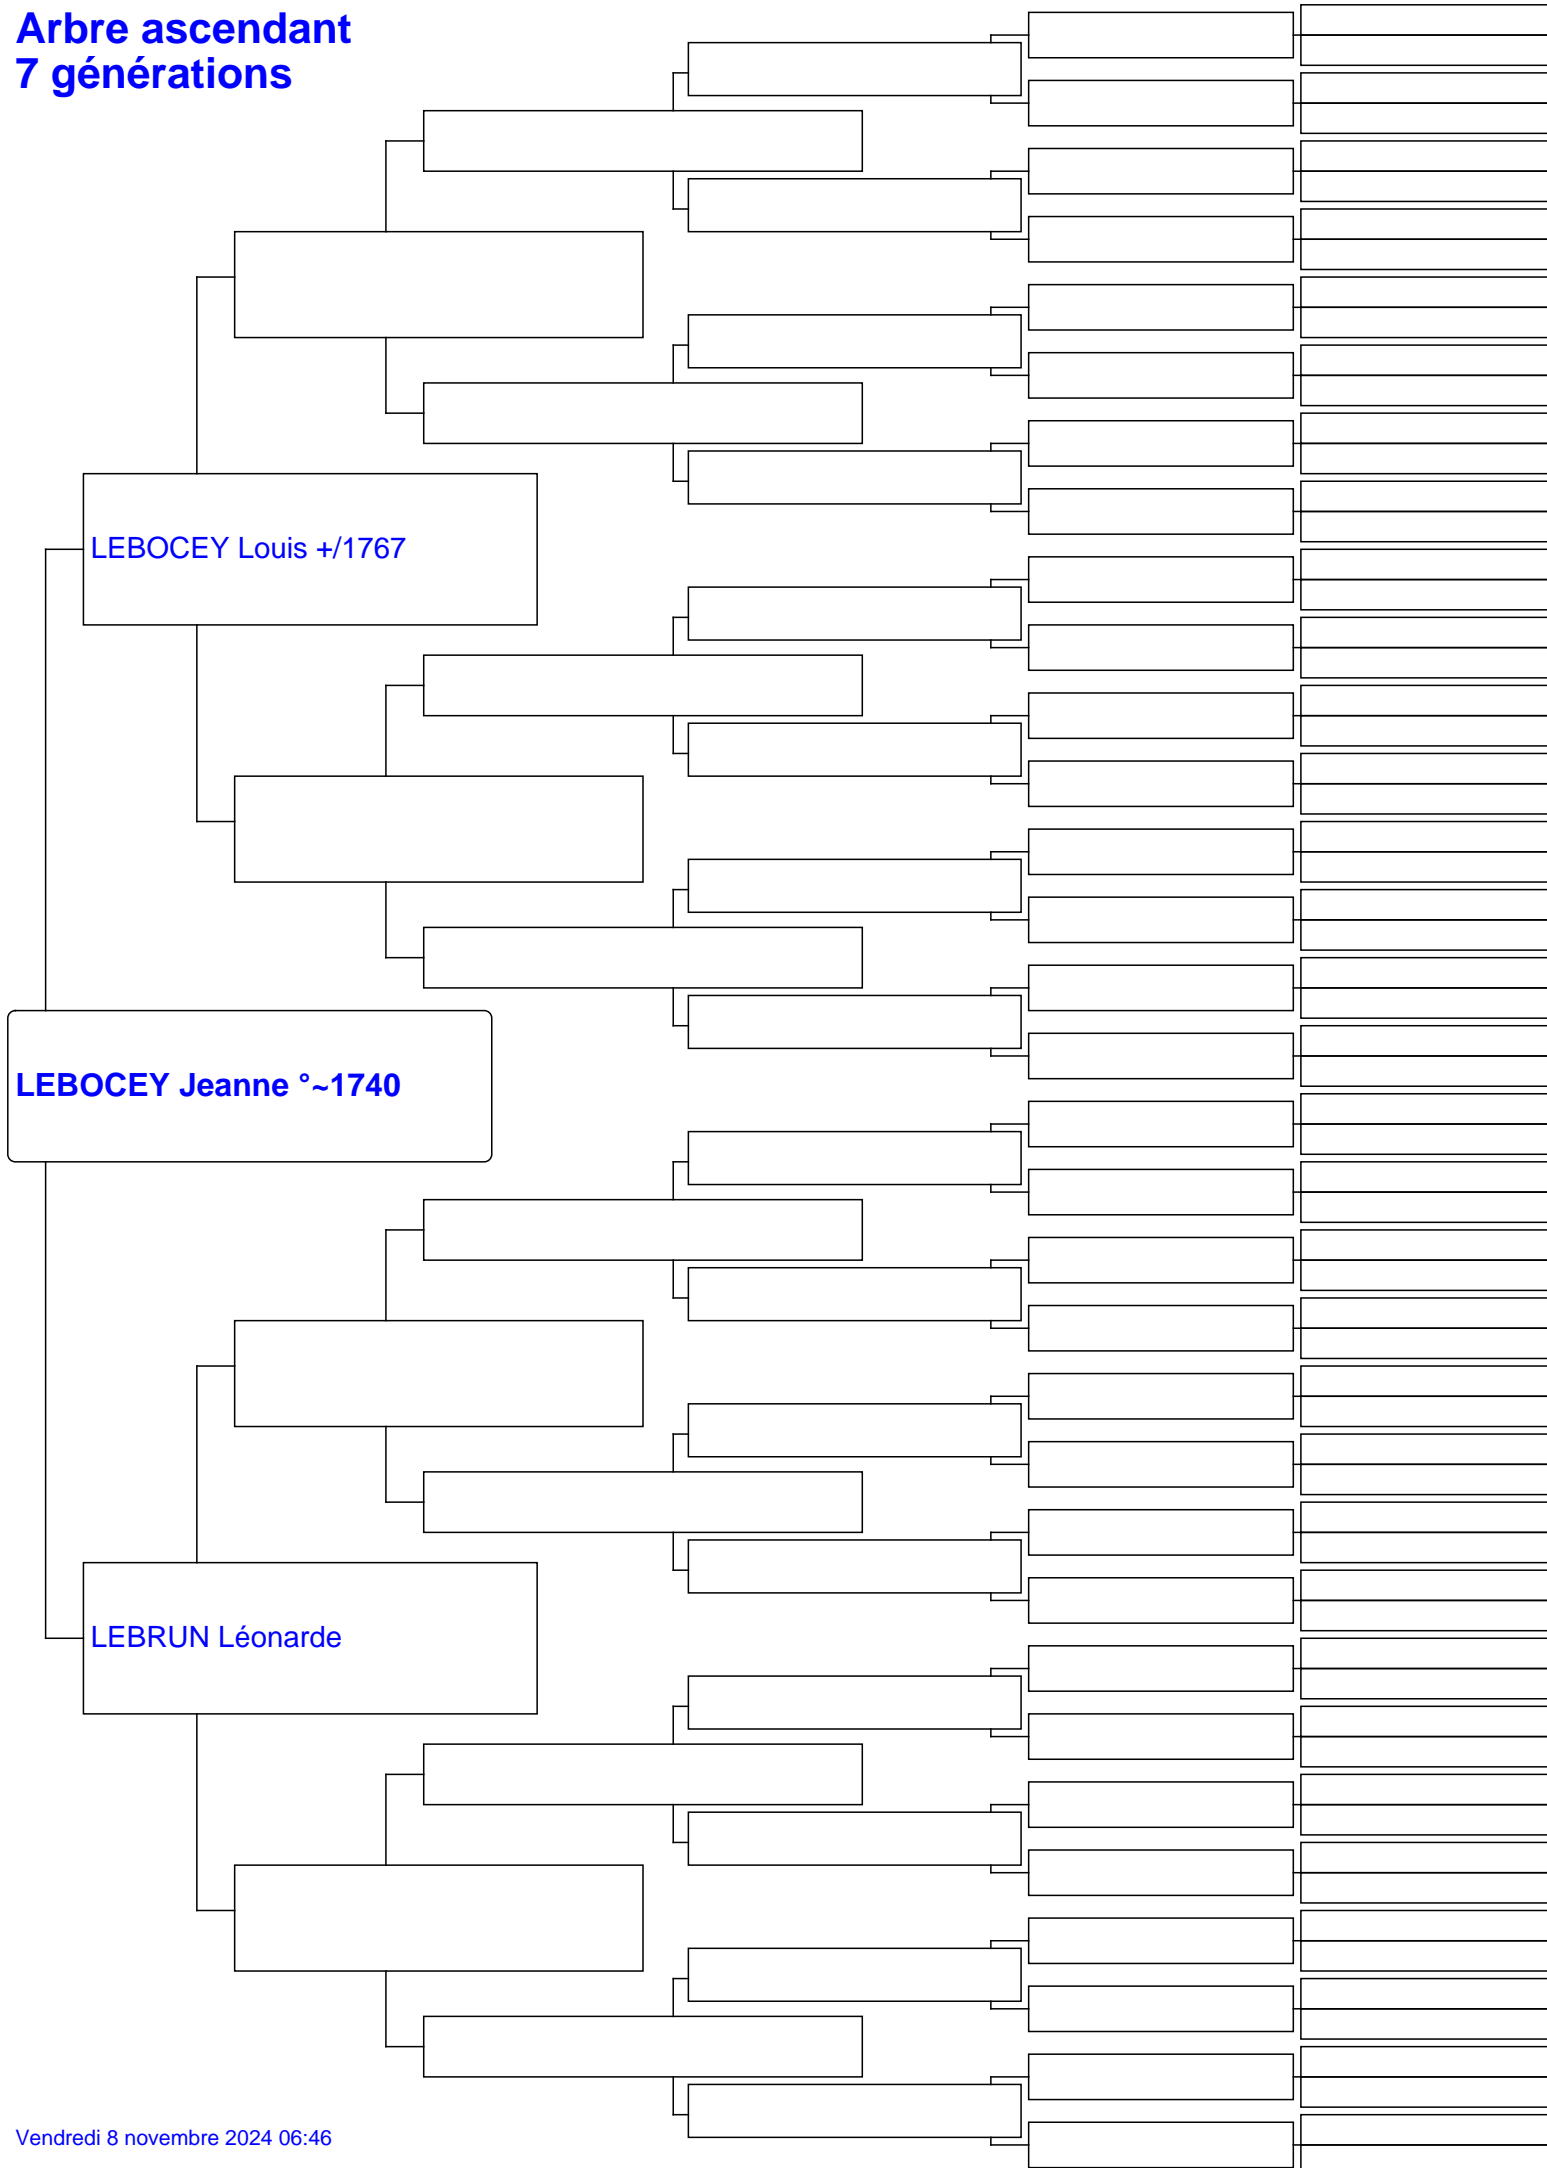 Arbre ascendant
7 générations
LEBOCEY Louis +/1767
LEBOCEY Jeanne °~1740
LEBRUN Léonarde
Vendredi 8 novembre 2024 06:46